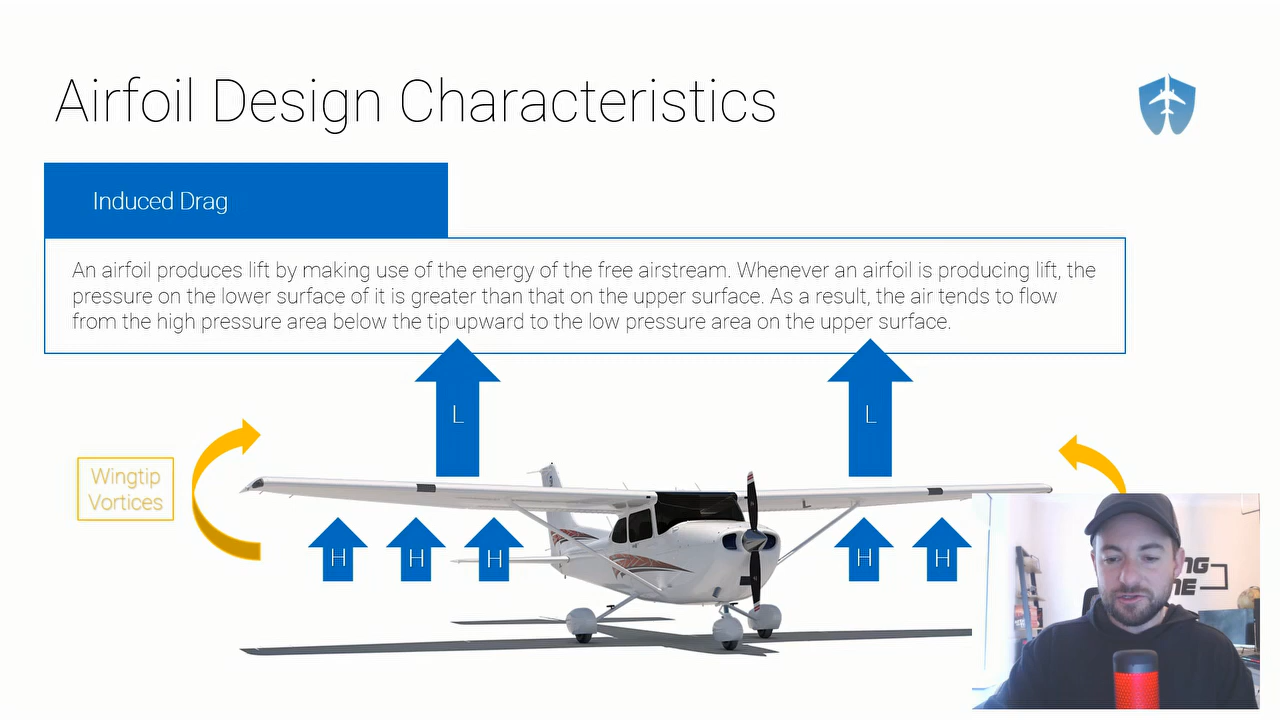 Airfoil Design Characteristics
Induced Drag
An airfoil produces lift by making use of the energy of the free airstream. Whenever an airfoil is producing lift, the
pressure on the lower surface of it is greater than that on the upper surface. As a result, the air tends to flow
from the high pressure area below the tip upward to the low pressure area on the upper surface.
L L
Wingtip
Vortices
H H H H H